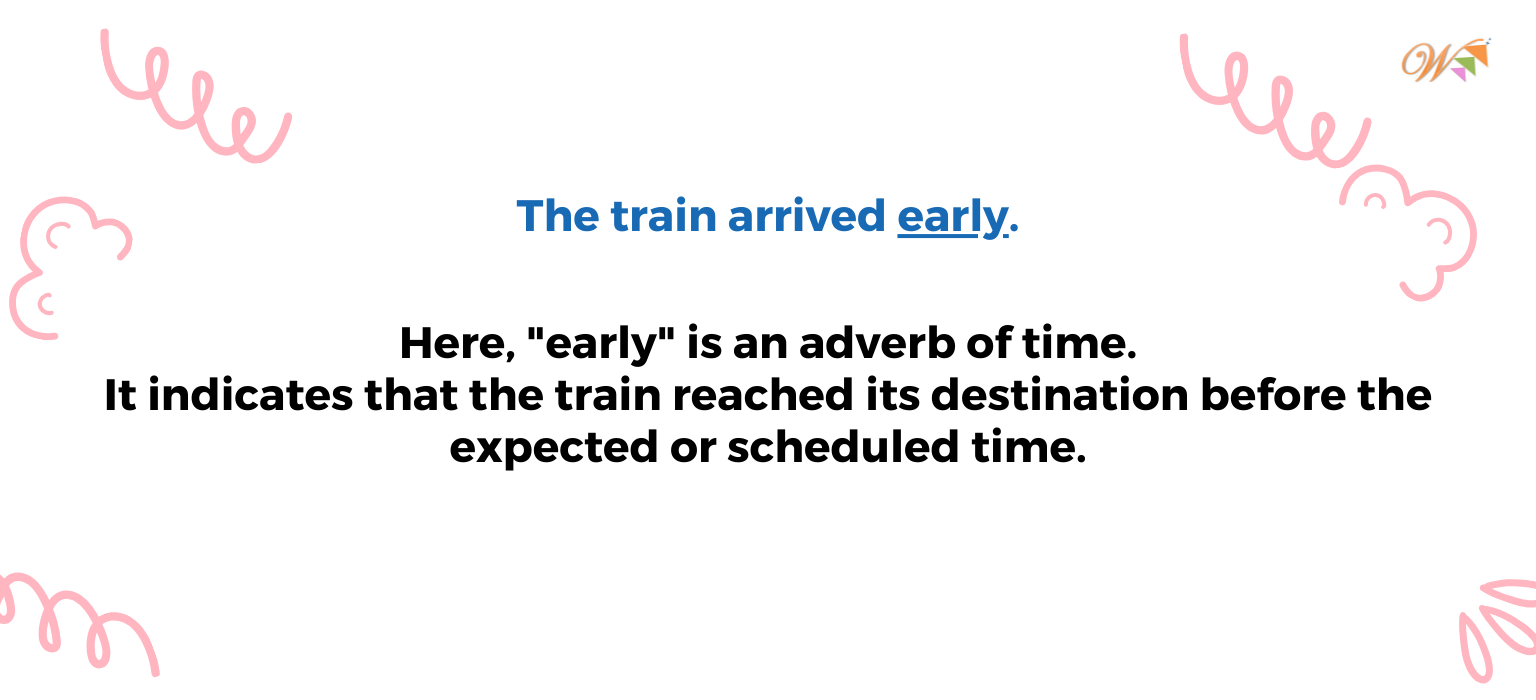 W
The train arrived early.
Here, "early" is an adverb of time.
It indicates that the train reached its destination before the
expected or scheduled time.